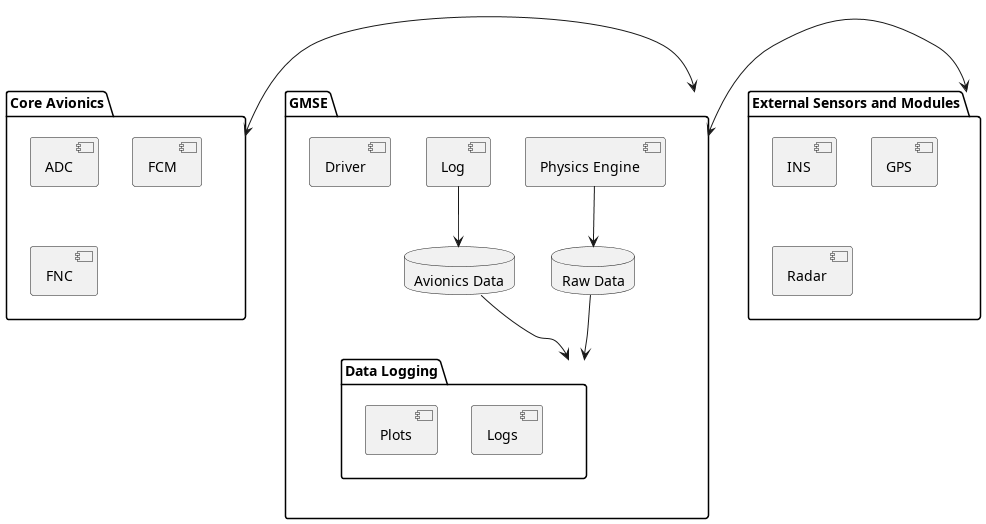 Core Avionics
ADC
FCM
FNC
GMSE
Driver
Log
Physics Engine
Avionics Data
Raw Data
Data Logging
Plots
Logs
External Sensors and Modules
INS
GPS
Radar